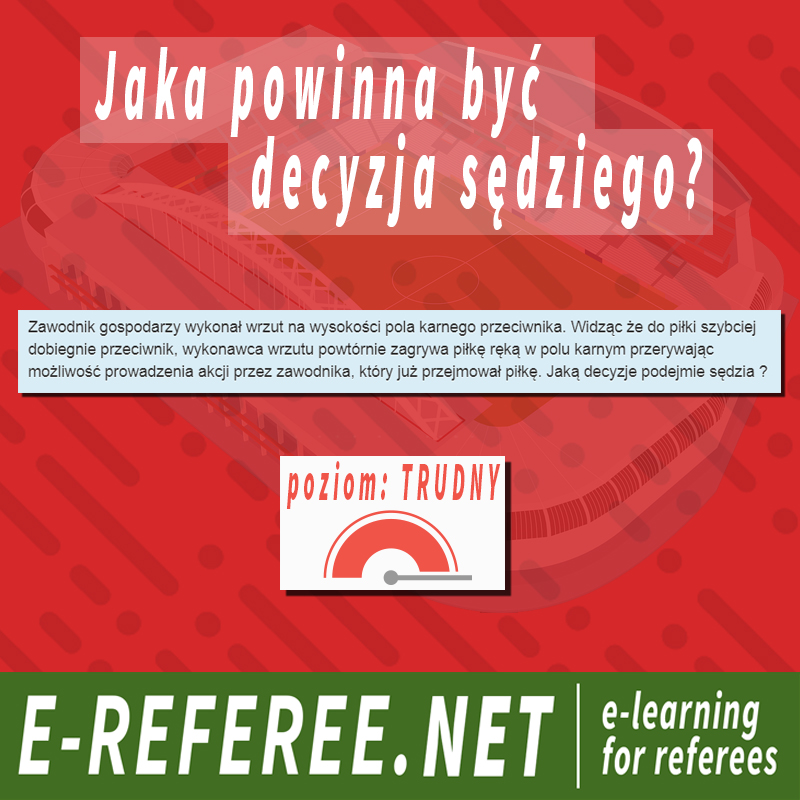 Jaka powinna być
decyzja sędziego?
Zawodnik gospodarzy wykonał wrzut na wysokości pola karnego przeciwnika. Widząc że do piłki szybciej
dobiegnie przeciwnik, wykonawca wrzutu powtórnie zagrywa piłkę ręką w polu karnym przerywając
możliwość prowadzenia akcji przez zawodnika, który już przejmował piłkę. Jaką decyzje podejmie sędzia ?
poziom: TRUDNY
E-REFEREE.NET
e-learning
for referees